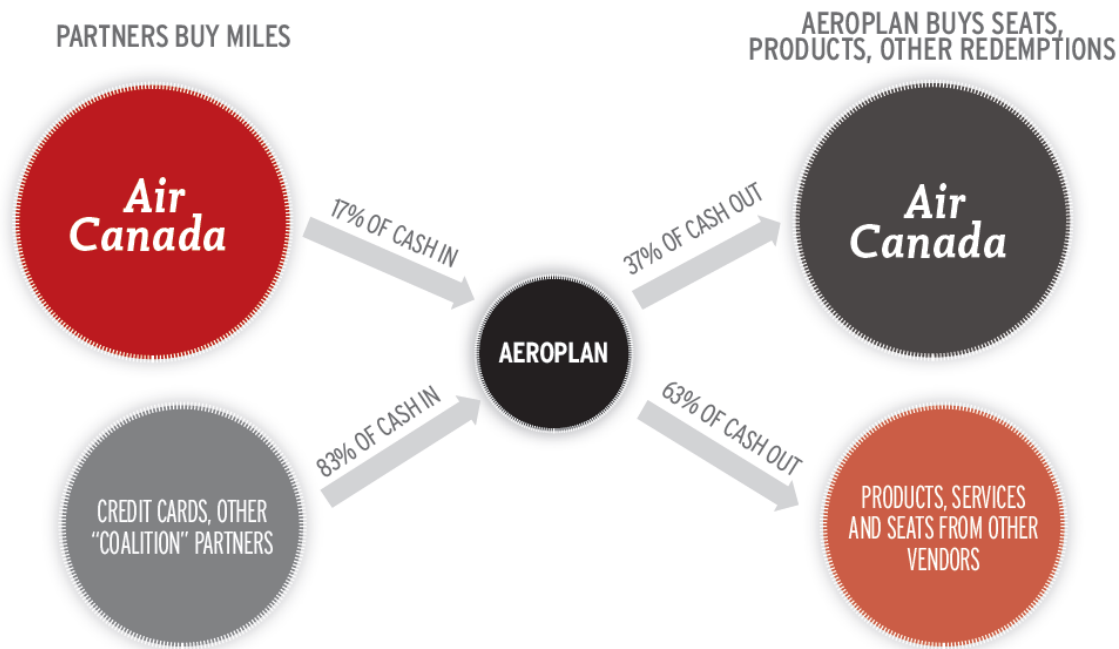 PARTNERS BUY MILES
AEROPLAN BUYS SEATS,
PRODUCTS, OTHER REDEMPTIONS
Air
Canada
17% OF CASH IN
37% OF CASH OUT
Air
Canada
AEROPLAN
83% OF CASH IN
63% OF CASH OUT
CREDIT CARDS, OTHER
“COALITION” PARTNERS
PRODUCTS, SERVICES
AND SEATS FROM OTHER
VENDORS